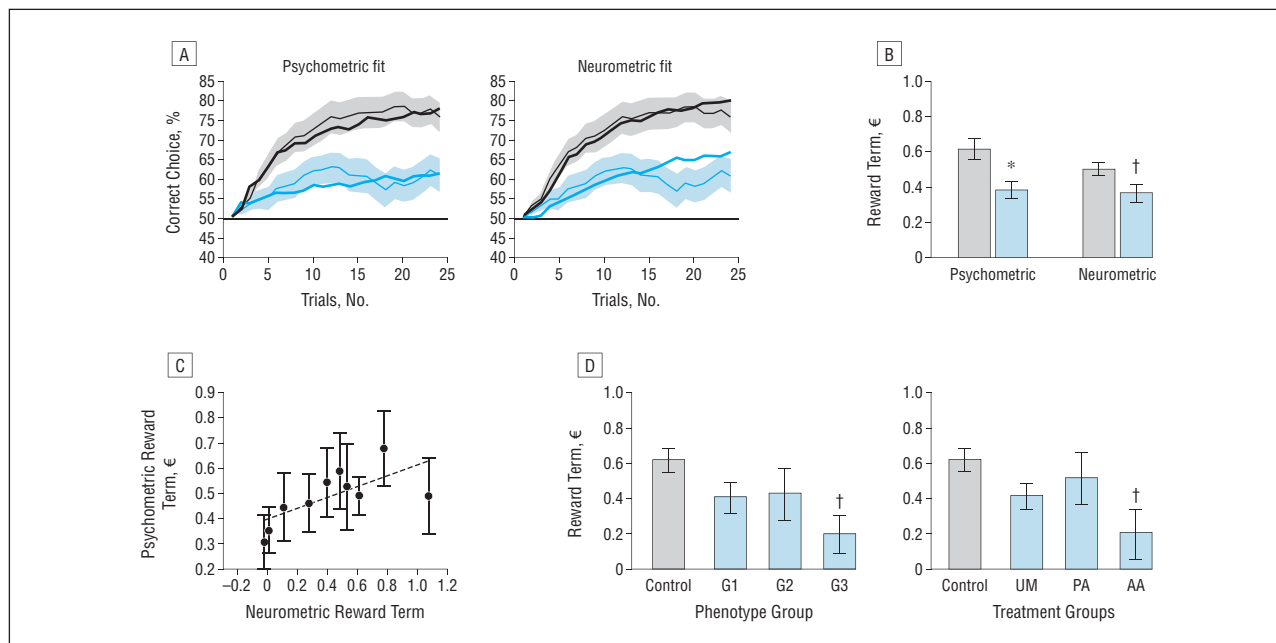 A
Psychometric fit
Correct Choice, %
85
80
75
70
65
60
55
50
45
40
0 5 10 15 20 25
Trials, No.
Neurometric fit
85
80
75
70
65
60
55
50
45
40
0 5 10 15 20 25
Trials, No.
B
Reward Term, €
1.0
0.8
0.6
0.4
0.2
0
*
†
Psychometric Neurometric
C
Psychometric Reward
Term, €
0.9
0.8
0.7
0.6
0.5
0.4
0.3
0.2
−0.2 0 0.1 0.4 0.6 0.8 1.0 1.2
Neurometric Reward Term
D
Reward Term, €
1.0
0.8
0.6
0.4
0.2
0
†
Control G1 G2 G3
Phenotype Group
1.0
0.8
0.6
0.4
0.2
0
†
Control UM PA AA
Treatment Groups